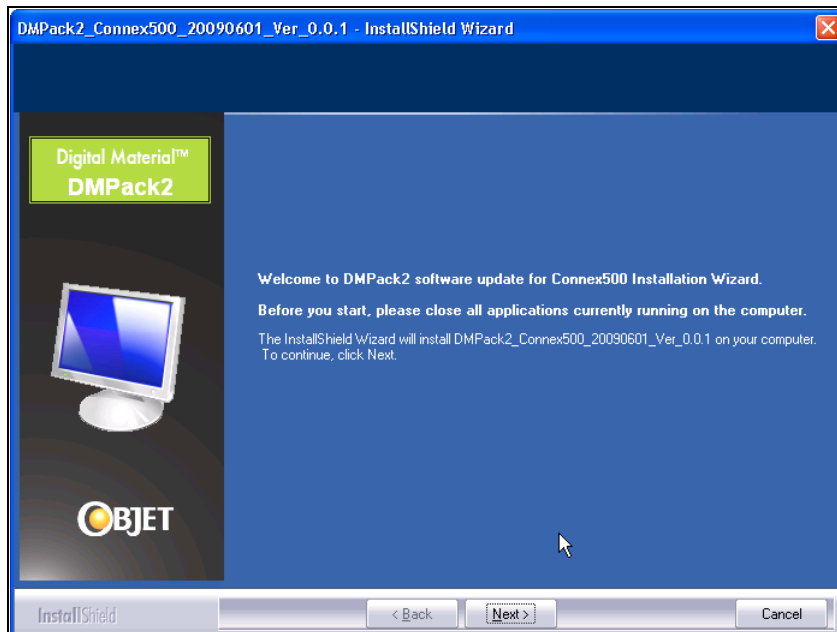 DMPack2_Connex500_20090601_Ver_0.0.1 - InstallShield Wizard
Digital Material™
DMPack2
Welcome to DMPack2 software update for Connex500 Installation Wizard.
Before you start, please close all applications currently running on the computer.
The InstallShield Wizard will install DMPack2_Connex500_20090601_Ver_0.0.1 on your computer.
To continue, click Next.
OBJET
InstallShield
< Back
Next >
Cancel